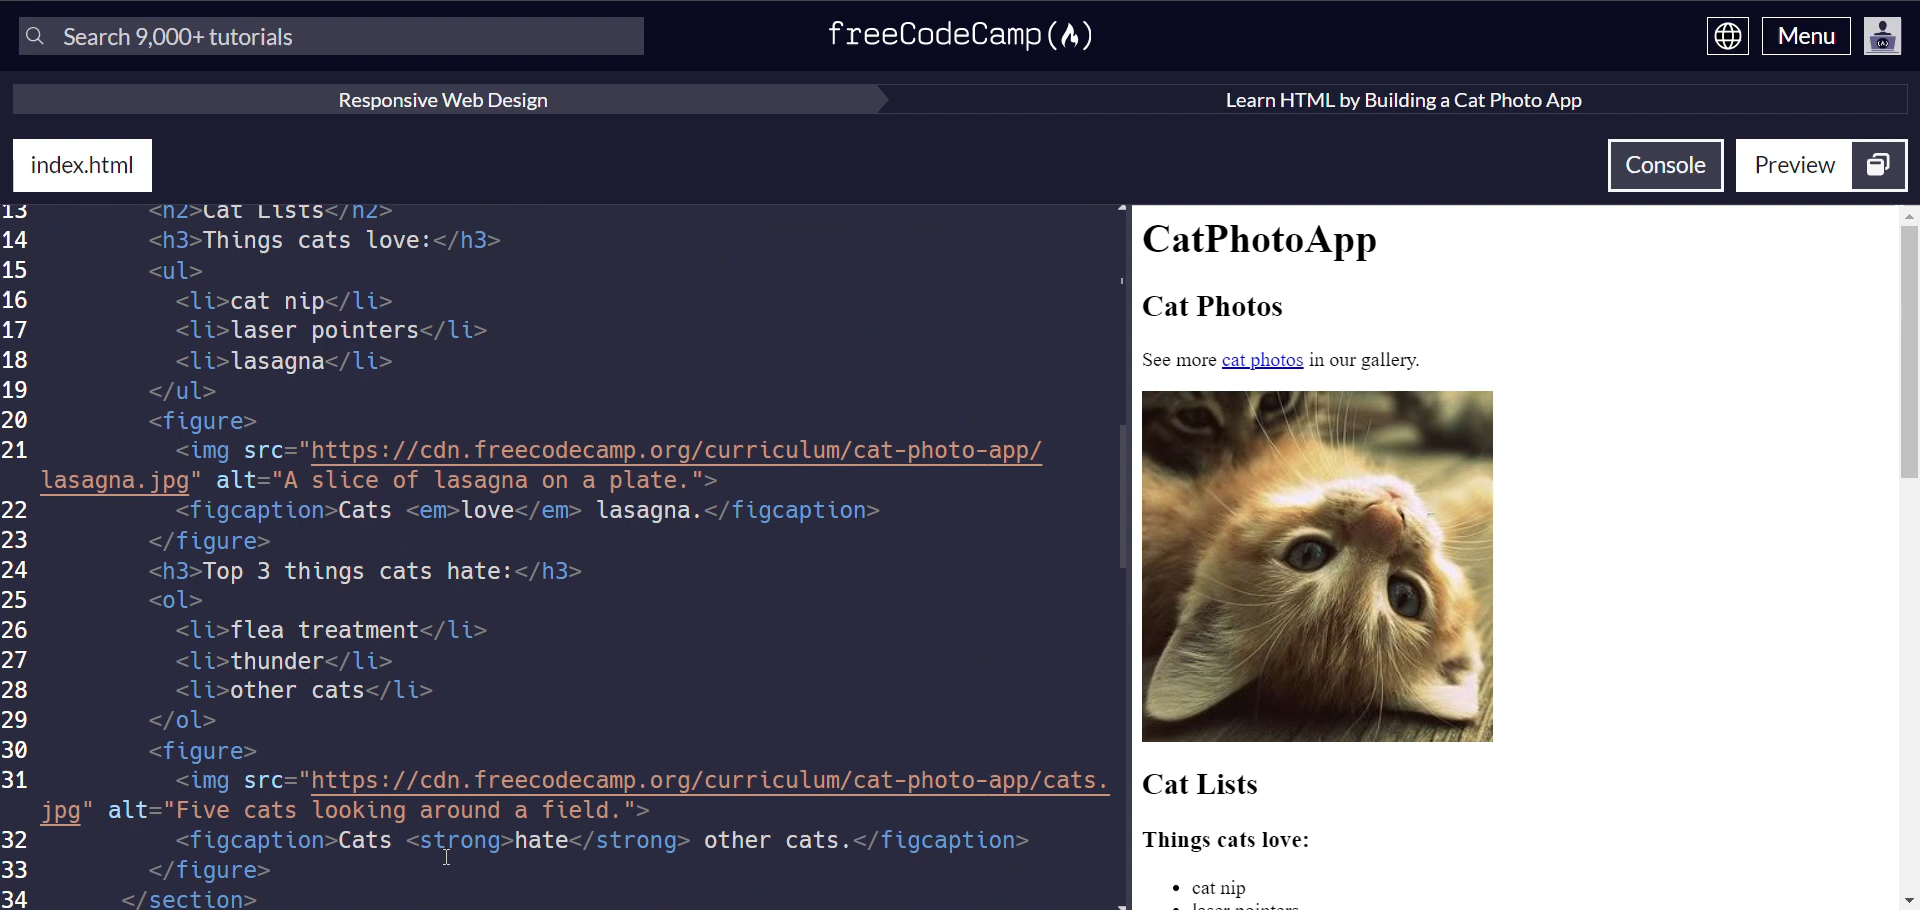 Search 9,000+ tutorials
freeCodeCamp
Menu
Responsive Web Design
Learn HTML by Building a Cat Photo App
index.html
Console
Preview
13 <h2>Cat Lists</h2>
14 <h3>Things cats love:</h3>
15 <ul>
16 <li>cat nip</li>
17 <li>laser pointers</li>
18 <li>lasagna</li>
19 </ul>
20 <figure>
21 <img src="https://cdn.freecodecamp.org/curriculum/cat-photo-app/
lasagna.jpg" alt="A slice of lasagna on a plate.">
22 <figcaption>Cats <em>love</em> lasagna.</figcaption>
23 </figure>
24 <h3>Top 3 things cats hate:</h3>
25 <ol>
26 <li>flea treatment</li>
27 <li>thunder</li>
28 <li>other cats</li>
29 </ol>
30 <figure>
31 <img src="https://cdn.freecodecamp.org/curriculum/cat-photo-app/cats.
jpg" alt="Five cats looking around a field.">
32 <figcaption>Cats <strong>hate</strong> other cats.</figcaption>
33 </figure>
34 </section>
CatPhotoApp
Cat Photos
See more cat photos in our gallery.
Cat Lists
Things cats love:
cat nip
laser pointers